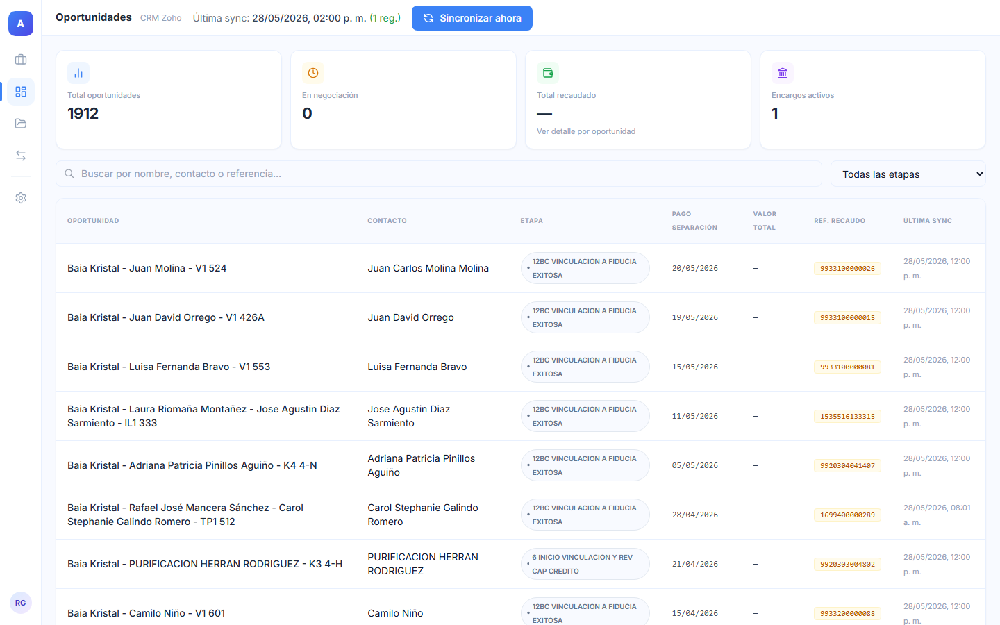 A
Oportunidades CRM Zoho Última sync: 28/05/2026, 02:00 p. m. (1 reg.) Sincronizar ahora
Total oportunidades
1912
En negociación
0
Total recaudado
—
Ver detalle por oportunidad
Encargos activos
1
Buscar por nombre, contacto o referencia...
Todas las etapas
OPORTUNIDAD CONTACTO ETAPA PAGO SEPARACIÓN VALOR TOTAL REF. RECAUDO ÚLTIMA SYNC
Baia Kristal - Juan Molina - V1 524
Juan Carlos Molina Molina
• 12BC VINCULACION A FIDUCIA
EXITOSA
20/05/2026
—
9933100000026
28/05/2026, 12:00
p. m.
Baia Kristal - Juan David Orrego - V1 426A
Juan David Orrego
• 12BC VINCULACION A FIDUCIA
EXITOSA
19/05/2026
—
9933100000015
28/05/2026, 12:00
p. m.
Baia Kristal - Luisa Fernanda Bravo - V1 553
Luisa Fernanda Bravo
• 12BC VINCULACION A FIDUCIA
EXITOSA
15/05/2026
—
9933100000081
28/05/2026, 12:00
p. m.
Baia Kristal - Laura Riomaña Montañez - Jose Agustin Diaz
Sarmiento - IL1 333
Jose Agustin Diaz
Sarmiento
• 12BC VINCULACION A FIDUCIA
EXITOSA
11/05/2026
—
1535516133315
28/05/2026, 12:00
p. m.
Baia Kristal - Adriana Patricia Pinillos Aguiño - K4 4-N
Adriana Patricia Pinillos
Aguiño
• 12BC VINCULACION A FIDUCIA
EXITOSA
05/05/2026
—
9920304041407
28/05/2026, 12:00
p. m.
Baia Kristal - Rafael José Mancera Sánchez - Carol
Stephanie Galindo Romero - TP1 512
Carol Stephanie Galindo
Romero
• 12BC VINCULACION A FIDUCIA
EXITOSA
28/04/2026
—
1699400000289
28/05/2026, 08:01
a. m.
Baia Kristal - PURIFICACION HERRAN RODRIGUEZ - K3 4-H
PURIFICACION HERRAN
RODRIGUEZ
• 6 INICIO VINCULACION Y REV
CAP CREDITO
21/04/2026
—
9920303004802
28/05/2026, 12:00
p. m.
Baia Kristal - Camilo Niño - V1 601
Camilo Niño
• 12BC VINCULACION A FIDUCIA
EXITOSA
15/04/2026
—
9933200000088
28/05/2026, 12:00
p. m.
RG